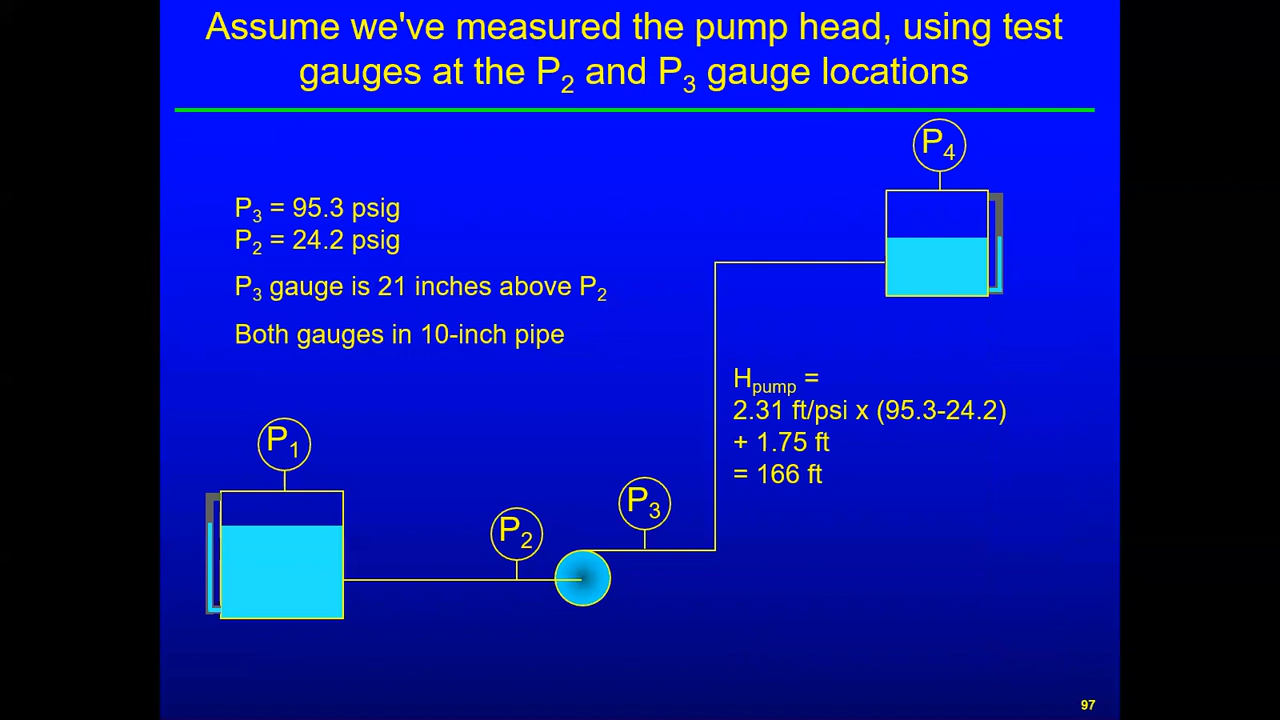 Assume we've measured the pump head, using test
gauges at the P2 and P3 gauge locations
P4
P3 = 95.3 psig
P2 = 24.2 psig
P3 gauge is 21 inches above P2
Both gauges in 10-inch pipe
Hpump =
2.31 ft/psi x (95.3-24.2)
+ 1.75 ft
= 166 ft
P1
P2
P3
97